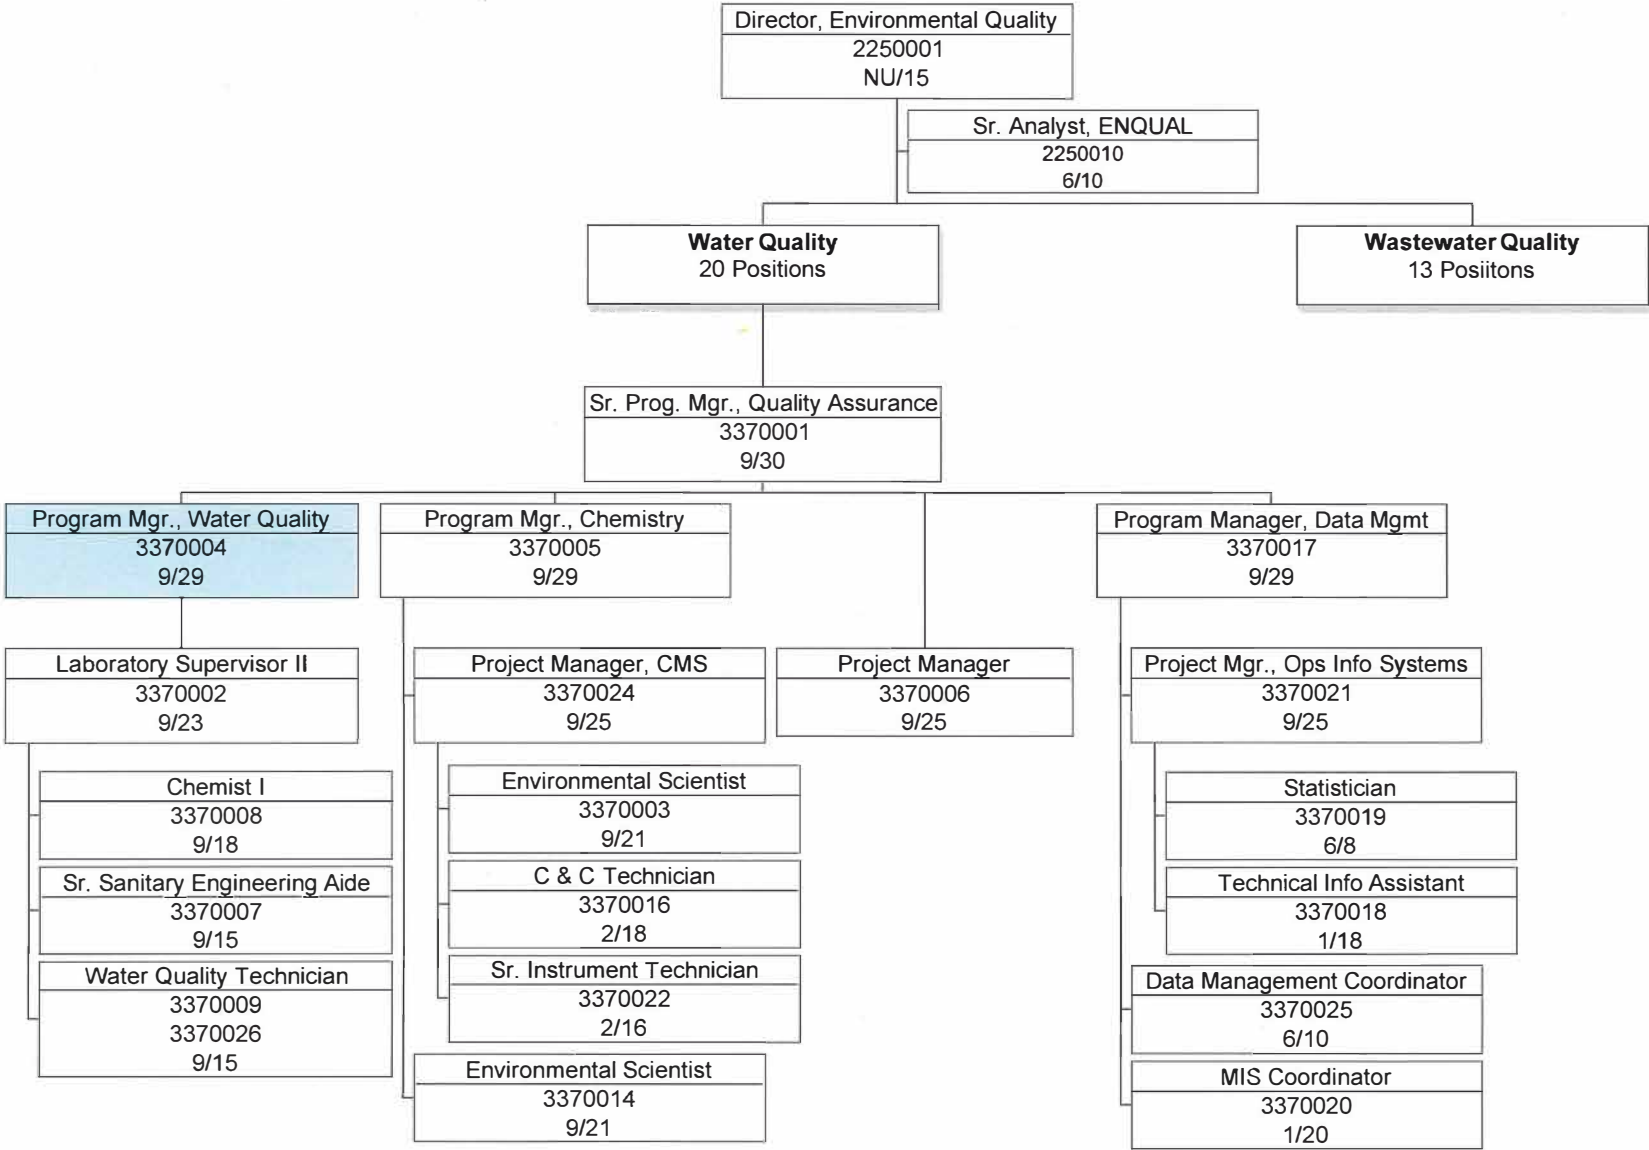 Director, Environmental Quality
2250001
NU/15
Sr. Analyst, ENQUAL
2250010
6/10
Water Quality
20 Positions
Wastewater Quality
13 Posiitons
Sr. Prog. Mgr., Quality Assurance
3370001
9/30
Program Mgr., Water Quality
3370004
9/29
Program Mgr., Chemistry
3370005
9/29
Program Manager, Data Mgmt
3370017
9/29
Laboratory Supervisor II
3370002
9/23
Project Manager, CMS
3370024
9/25
Project Manager
3370006
9/25
Project Mgr., Ops Info Systems
3370021
9/25
Chemist I
3370008
9/18
Sr. Sanitary Engineering Aide
3370007
9/15
Water Quality Technician
3370009
3370026
9/15
Environmental Scientist
3370003
9/21
C & C Technician
3370016
2/18
Sr. Instrument Technician
3370022
2/16
Environmental Scientist
3370014
9/21
Statistician
3370019
6/8
Technical Info Assistant
3370018
1/18
Data Management Coordinator
3370025
6/10
MIS Coordinator
3370020
1/20